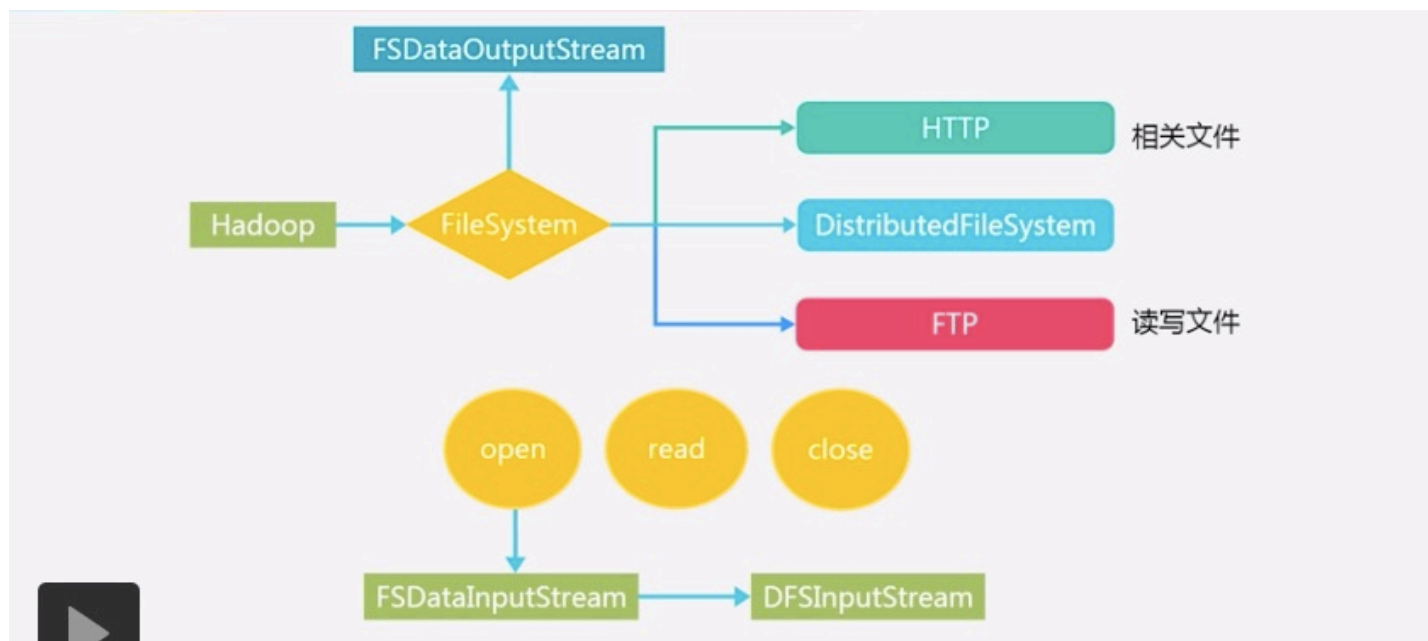 FSDataOutputStream
HTTP
相关文件
Hadoop
FileSystem
DistributedFileSystem
FTP
读写文件
open
read
close
FSDataInputStream
DFSInputStream